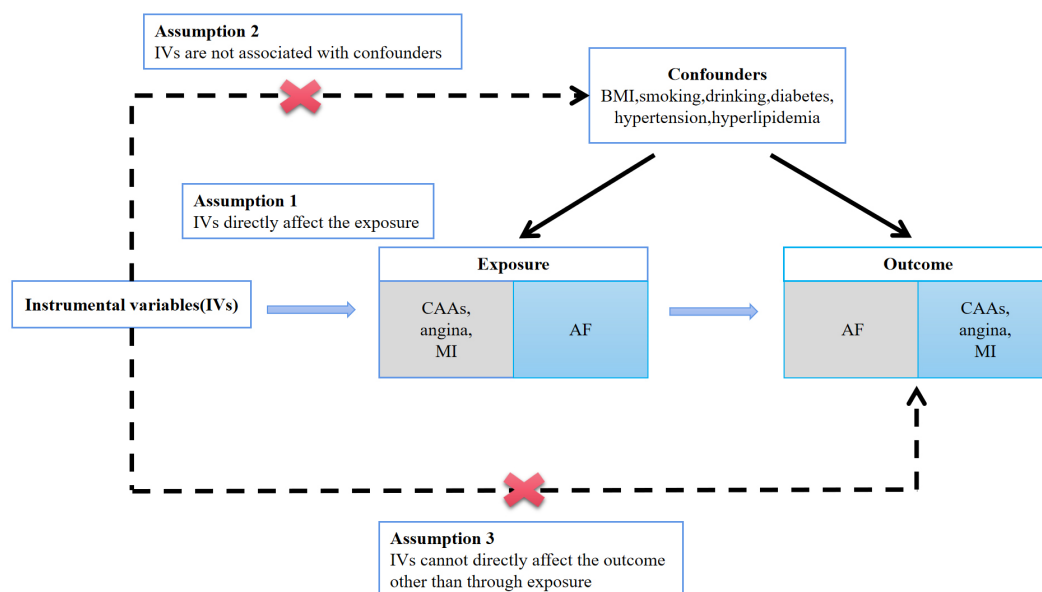 Assumption 2
IVs are not associated with confounders
Confounders
BMI,smoking,drinking,diabetes,
hypertension,hyperlipidemia
Assumption 1
IVs directly affect the exposure
Instrumental variables(IVs)
Exposure
CAAs,
angina,
MI
AF
Outcome
AF
CAAs,
angina,
MI
Assumption 3
IVs cannot directly affect the outcome
other than through exposure